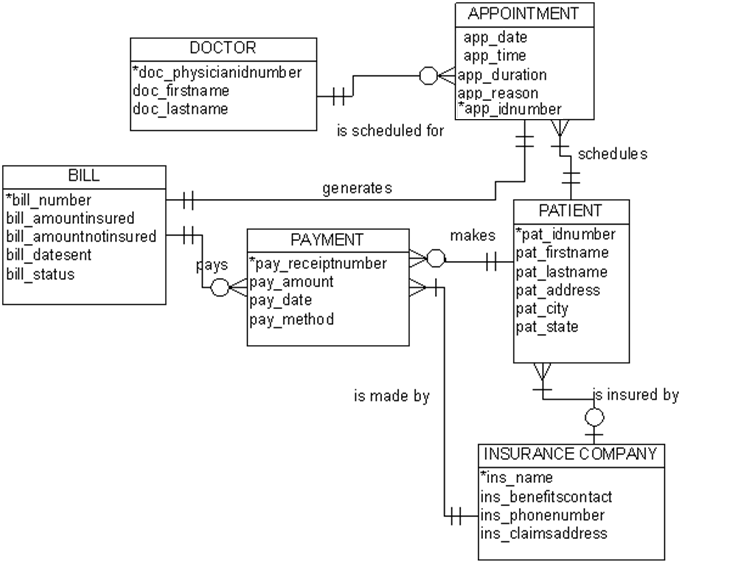 APPOINTMENT
app_date
app_time
app_duration
app_reason
*app_idnumber
DOCTOR
*doc_physicianidnumber
doc_firstname
doc_lastname
is scheduled for
schedules
BILL
*bill_number
bill_amountinsured
bill_amountnotinsured
bill_datesent
bill_status
generates
PATIENT
*pat_idnumber
pat_firstname
pat_lastname
pat_address
pat_city
pat_state
pays
PAYMENT
*pay_receiptnumber
pay_amount
pay_date
pay_method
makes
is made by
is insured by
INSURANCE COMPANY
*ins_name
ins_benefitscontact
ins_phonenumber
ins_claimsaddress